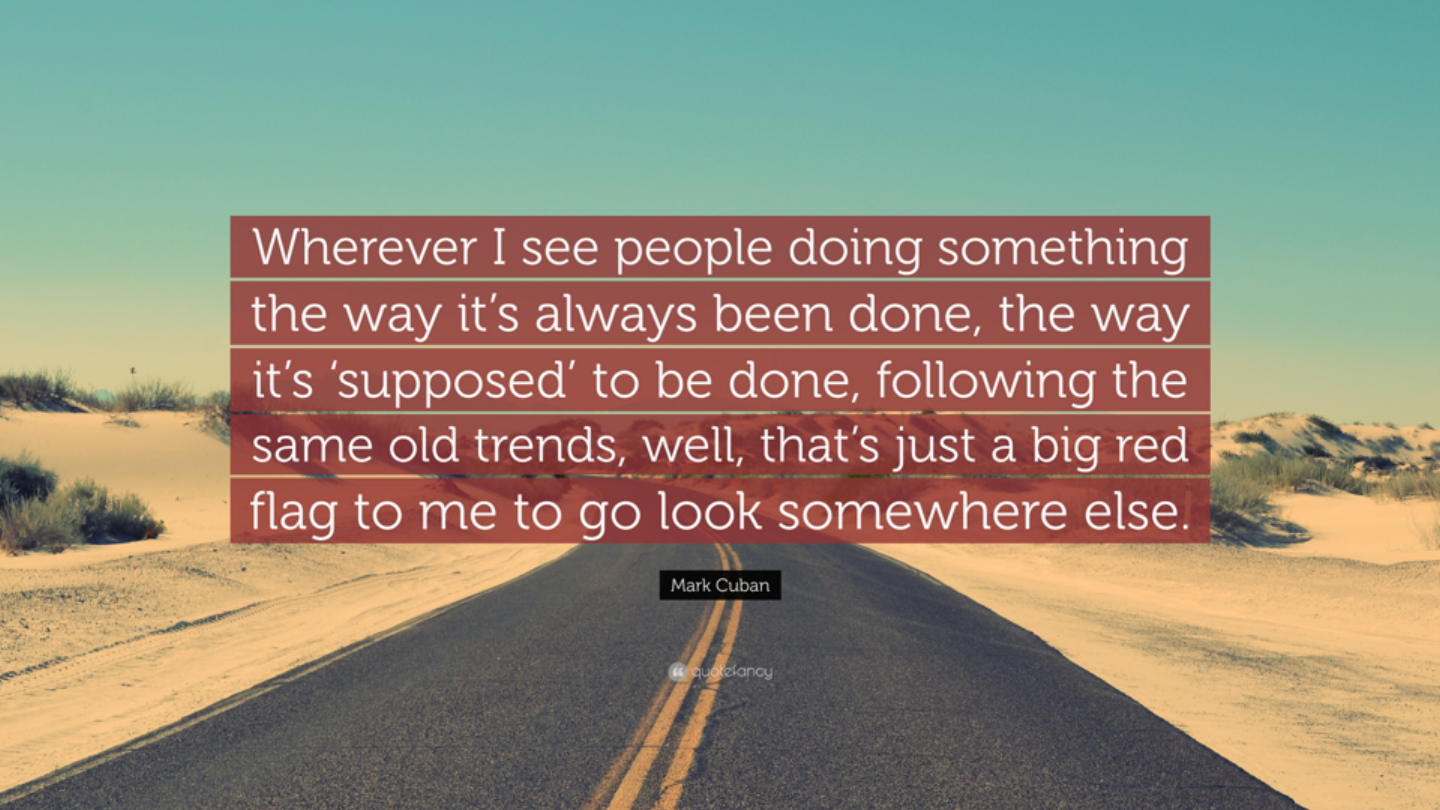 Wherever I see people doing something
the way it’s always been done, the way
it’s ‘supposed’ to be done, following the
same old trends, well, that’s just a big red
flag to me to go look somewhere else.
Mark Cuban
quotefancy